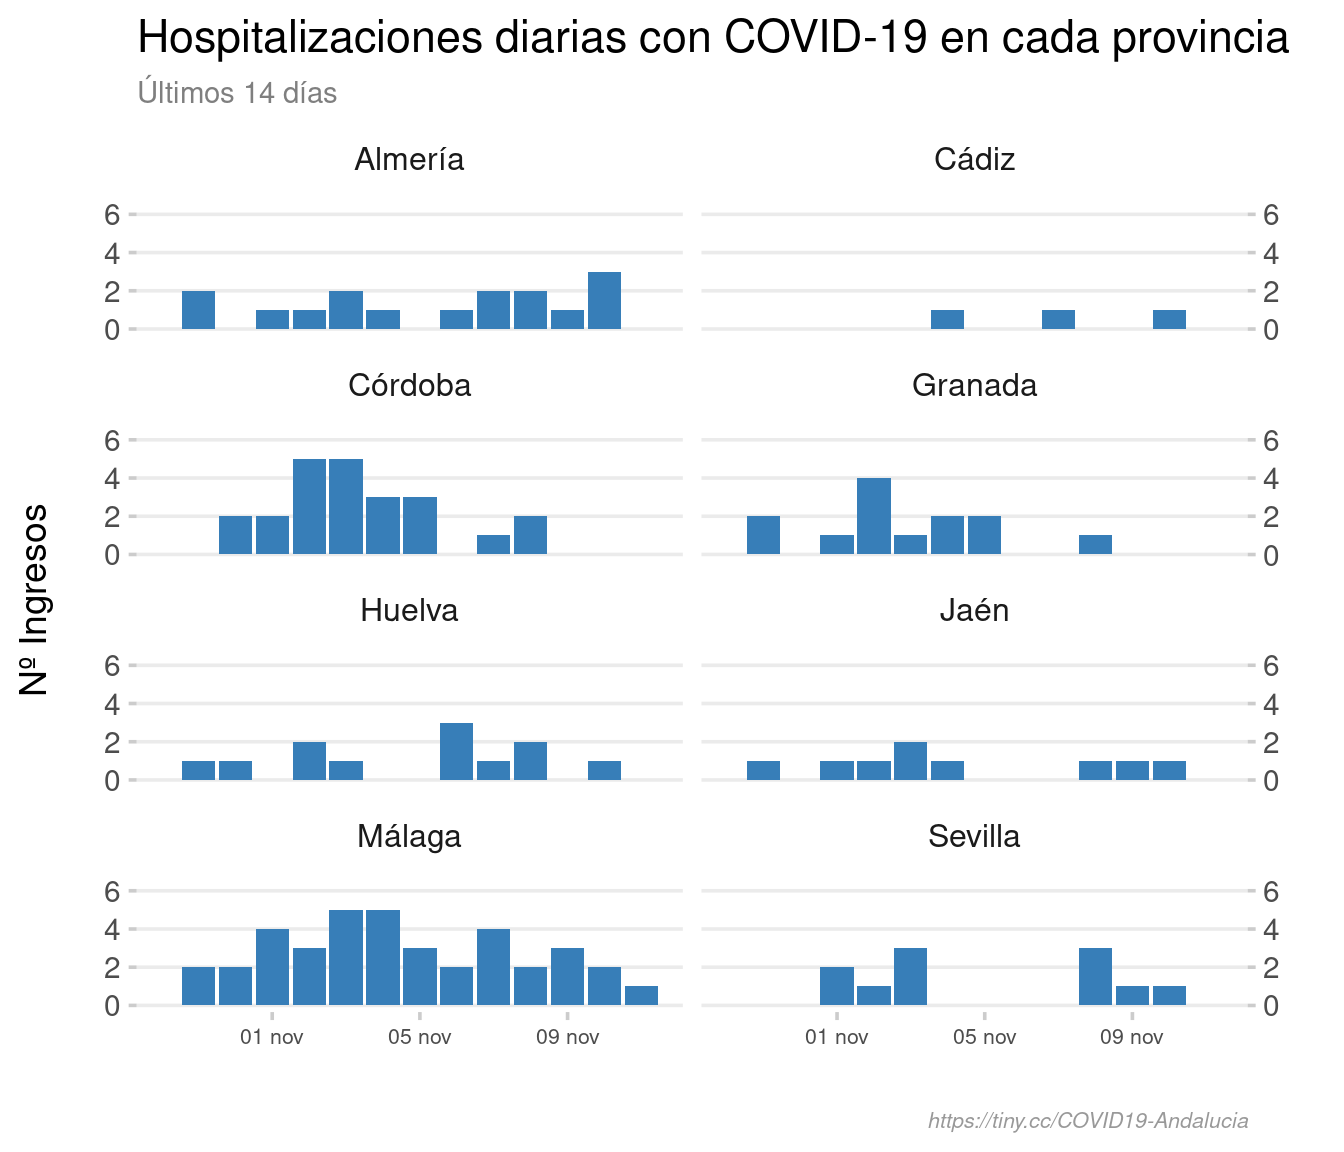 Hospitalizaciones diarias con COVID-19 en cada provincia
Últimos 14 días
Almería
Cádiz
6
4
2
0
6
4
2
0
Córdoba
Granada
6
4
2
0
6
4
2
0
Nº Ingresos
Huelva
Jaén
6
4
2
0
6
4
2
0
Málaga
Sevilla
6
4
2
0
6
4
2
0
01 nov 05 nov 09 nov
01 nov 05 nov 09 nov
https://tiny.cc/COVID19-Andalucia